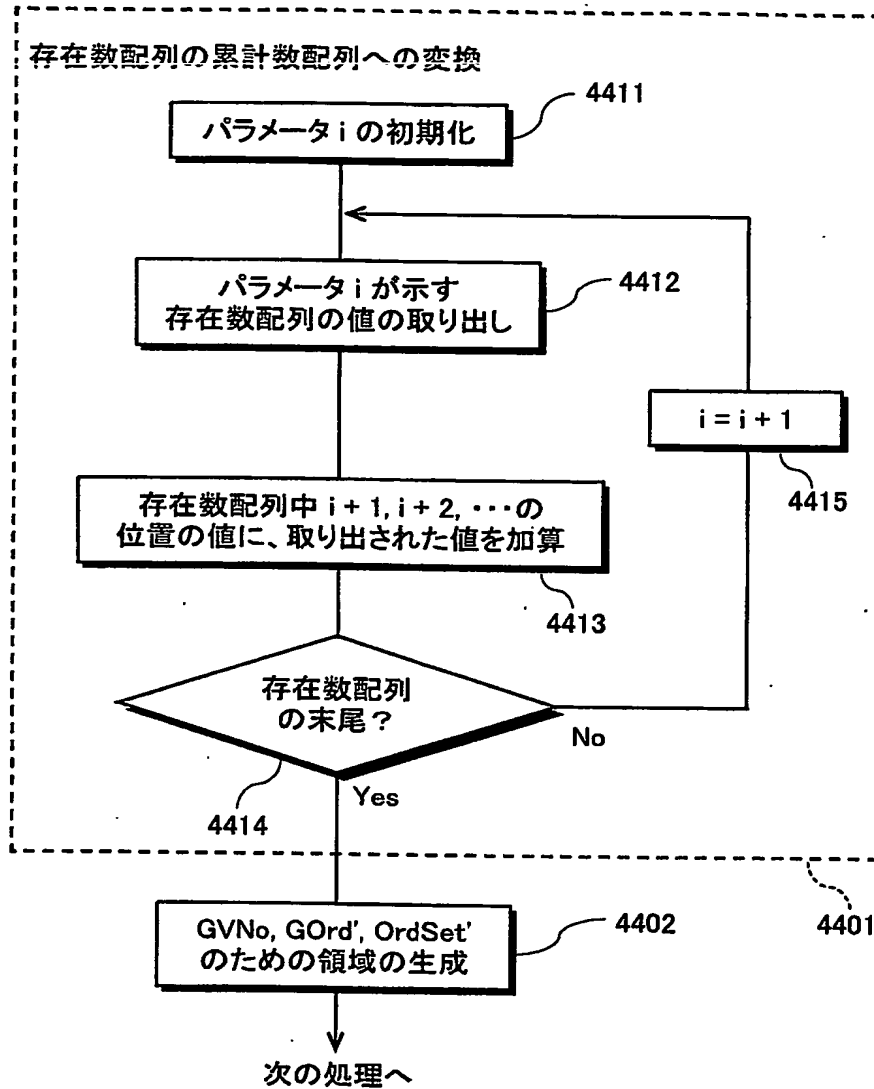 存在数配列の累計数配列への変換
4411
パラメータ i の初期化
4412
パラメータ i が示す
存在数配列の値の取り出し
i = i + 1
4415
存在数配列中 i + 1, i + 2, ・・・の
位置の値に、取り出された値を加算
4413
存在数配列
の末尾？
No
Yes
4414
4401
GVNo, GOrd', OrdSet'
のための領域の生成
4402
次の処理へ